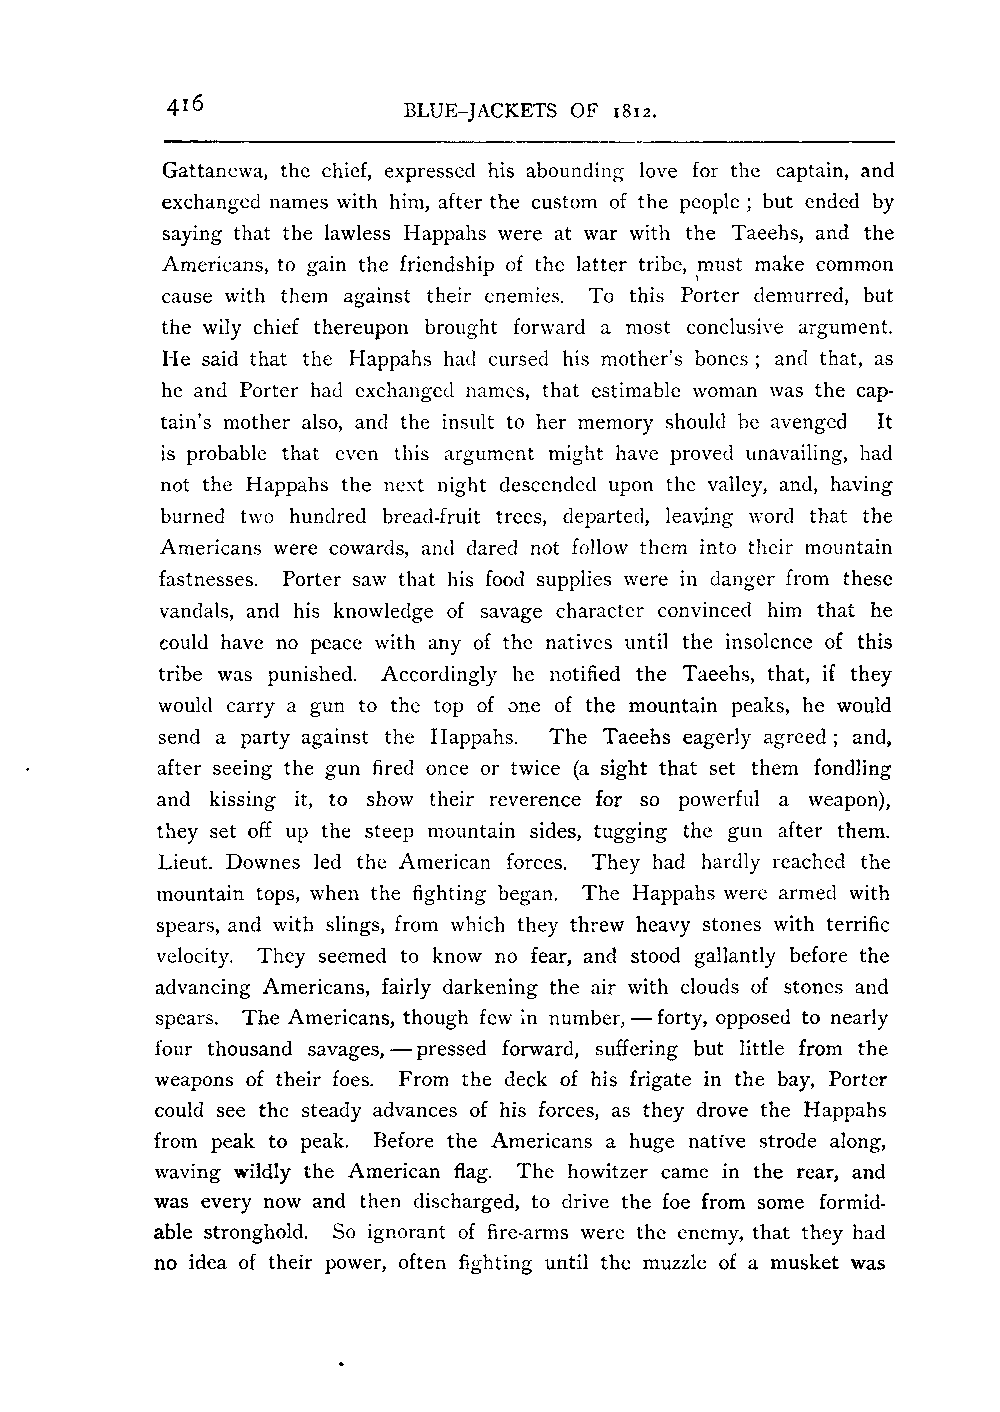 416
BLUE-JACKETS OF 1812.
Gattanewa, the chief, expressed his abounding love for the captain, and
exchanged names with him, after the custom of the people ; but ended by
saying that the lawless Happahs were at war with the Taeehs, and the
Americans, to gain the friendship of the latter tribe, must make common
cause with them against their enemies. To this Porter demurred, but
the wily chief thereupon brought forward a most conclusive argument.
He said that the Happahs had cursed his mother's bones ; and that, as
he and Porter had exchanged names, that estimable woman was the cap-
tain's mother also, and the insult to her memory should be avenged It
is probable that even this argument might have proved unavailing, had
not the Happahs the next night descended upon the valley, and, having
burned two hundred bread-fruit trees, departed, leaving word that the
Americans were cowards, and dared not follow them into their mountain
fastnesses. Porter saw that his food supplies were in danger from these
vandals, and his knowledge of savage character convinced him that he
could have no peace with any of the natives until the insolence of this
tribe was punished. Accordingly he notified the Taeehs, that, if they
would carry a gun to the top of one of the mountain peaks, he would
send a party against the Happahs. The Taeehs eagerly agreed ; and,
after seeing the gun fired once or twice (a sight that set them fondling
and kissing it, to show their reverence for so powerful a weapon),
they set off up the steep mountain sides, tugging the gun after them.
Lieut. Downes led the American forces. They had hardly reached the
mountain tops, when the fighting began. The Happahs were armed with
spears, and with slings, from which they threw heavy stones with terrific
velocity. They seemed to know no fear, and stood gallantly before the
advancing Americans, fairly darkening the air with clouds of stones and
spears. The Americans, though few in number, — forty, opposed to nearly
four thousand savages, — pressed forward, suffering but little from the
weapons of their foes. From the deck of his frigate in the bay, Porter
could see the steady advances of his forces, as they drove the Happahs
from peak to peak. Before the Americans a huge native strode along,
waving wildly the American flag. The howitzer came in the rear, and
was every now and then discharged, to drive the foe from some formid-
able stronghold. So ignorant of fire-arms were the enemy, that they had
no idea of their power, often fighting until the muzzle of a musket was